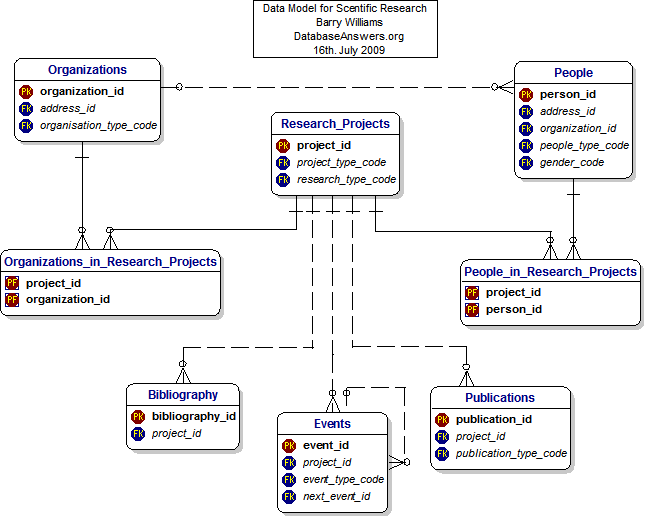 Data Model for Scentific Research
Barry Williams
DatabaseAnswers.org
16th. July 2009
Organizations
PK organization_id
FK address_id
FK organisation_type_code
People
PK person_id
FK address_id
FK organization_id
FK people_type_code
FK gender_code
Research_Projects
PK project_id
FK project_type_code
FK research_type_code
Organizations_in_Research_Projects
PF project_id
PF organization_id
People_in_Research_Projects
PF project_id
PF person_id
Bibliography
PK bibliography_id
FK project_id
Events
PK event_id
FK project_id
FK event_type_code
FK next_event_id
Publications
PK publication_id
FK project_id
FK publication_type_code